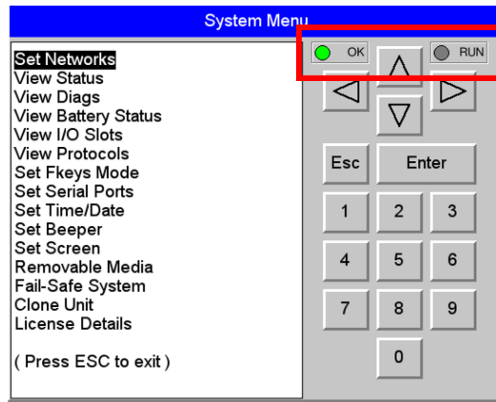 System Menu
OK
RUN
Set Networks
View Status
View Diags
View Battery Status
View I/O Slots
View Protocols
Set Fkeys Mode
Set Serial Ports
Set Time/Date
Set Beeper
Set Screen
Removable Media
Fail-Safe System
Clone Unit
License Details
( Press ESC to exit )
Esc
Enter
1
2
3
4
5
6
7
8
9
0